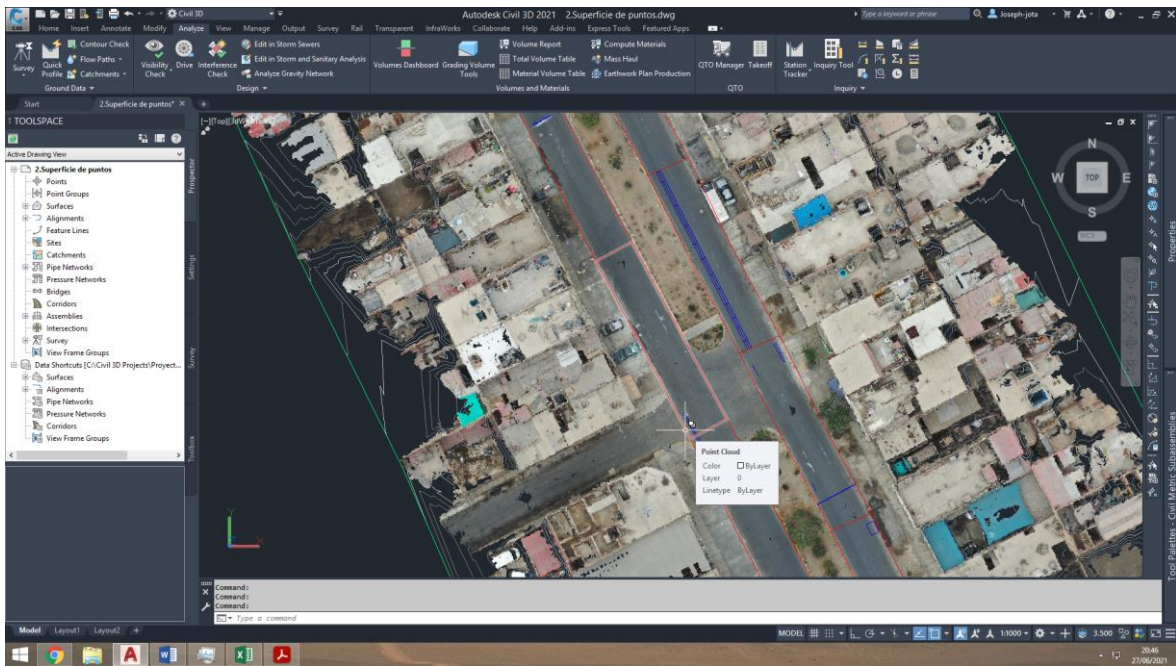 Civil 3D
Autodesk Civil 3D 2021 2.Superficie de puntos.dwg
Type a keyword or phrase
Joseph-jota
Home Insert Annotate Modify Analyze View Manage Output Survey Rail Transparent InfraWorks Collaborate Help Add-ins Express Tools Featured Apps
Survey
Quick Profile
Contour Check
Flow Paths
Catchments
Ground Data
Visibility Check
Drive
Interference Check
Edit in Storm Sewers
Edit in Storm and Sanitary Analysis
Analyze Gravity Network
Design
Volumes Dashboard
Grading Volume Tools
Volume Report
Total Volume Table
Material Volume Table
Compute Materials
Mass Haul
Earthwork Plan Production
Volumes and Materials
QTO Manager
Takeoff
QTO
Station Tracker
Inquiry Tool
Inquiry
Start
2.Superficie de puntos*
TOOLSPACE
Active Drawing View
2.Superficie de puntos
Points
Point Groups
Surfaces
Alignments
Feature Lines
Sites
Catchments
Pipe Networks
Pressure Networks
Bridges
Corridors
Assemblies
Intersections
Survey
View Frame Groups
Data Shortcuts [C:\Civil 3D Projects\Proyect...
Surfaces
Alignments
Pipe Networks
Pressure Networks
Corridors
View Frame Groups
Prospector
Settings
Survey
Toolbox
N
W
TOP
E
S
WCS
Point Cloud
Color ByLayer
Layer 0
Linetype ByLayer
Properties
Tool Palettes - Civil Metric Subassemblies
Y
X
Command:
Command:
Command:
Type a command
Model Layout1 Layout2 +
MODEL
1:1000
3.500
20:46
27/06/2021